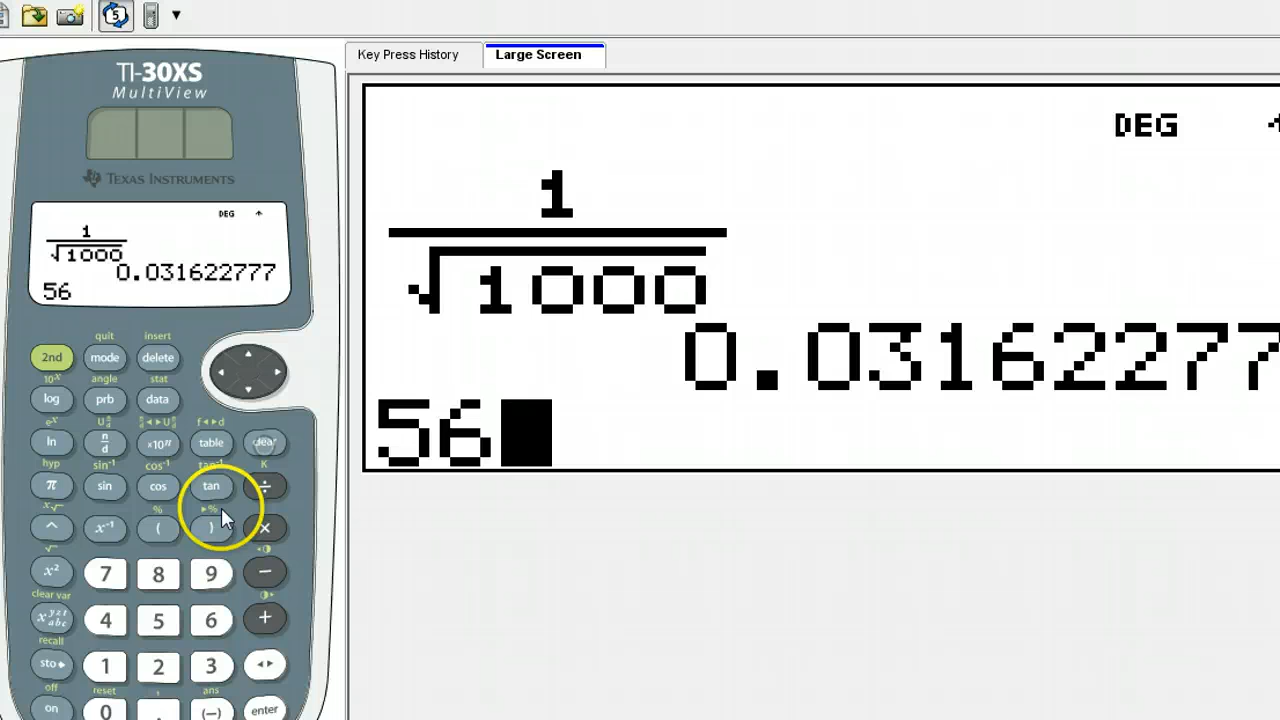 Key Press History
Large Screen
TI-30XS
MultiView
TEXAS INSTRUMENTS
DEG
1
√1000
0.031622777
56
DEG
1
√1000
0.03162277
56
quit insert
2nd mode delete
10ˣ angle stat
log prb data
eˣ f◄►d
ln n/d ×10ⁿ table clear
hyp sin⁻¹ cos⁻¹ tan⁻¹ K
π sin cos tan ÷
ˣ√ % ►%
^ x⁻¹ ( ) ×
√
x² 7 8 9 −
clear var
x y z t a b c 4 5 6 +
recall
sto► 1 2 3 ◄►
off reset , ans
on 0 . (−) enter